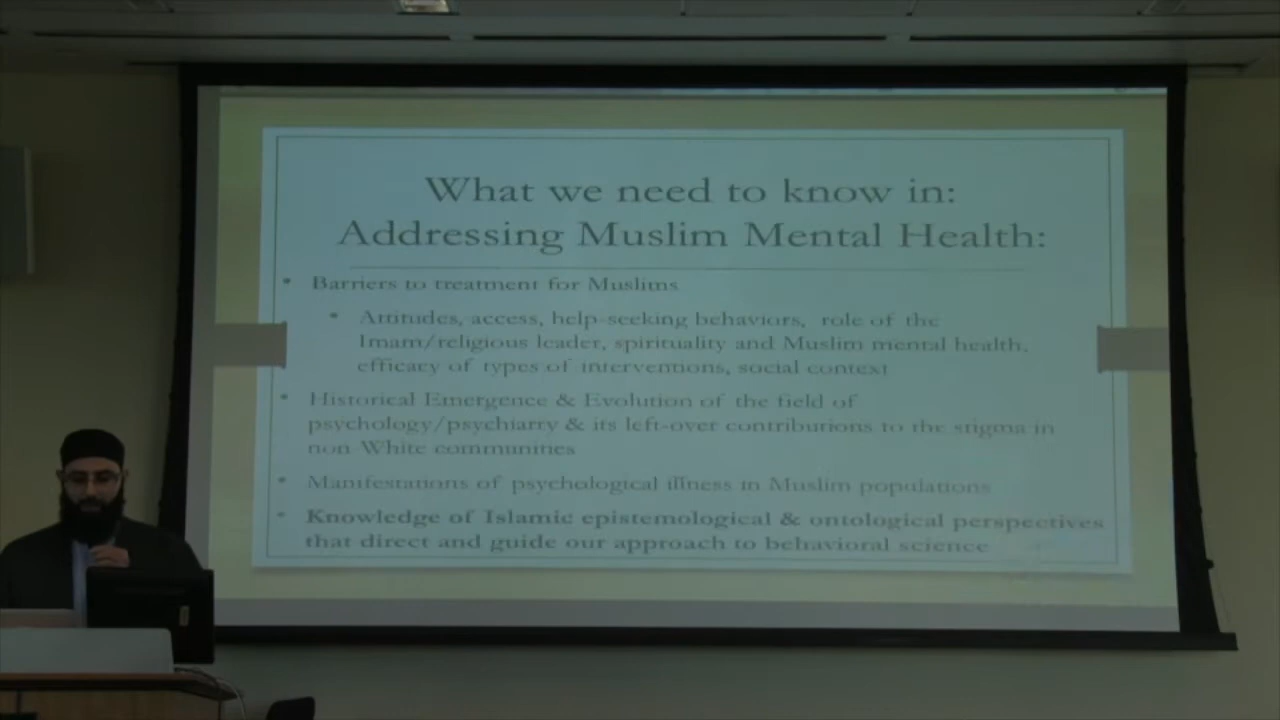 What we need to know in:
Addressing Muslim Mental Health:
• Barriers to treatment for Muslims
• Attitudes, access, help-seeking behaviors, role of the
Imam/religious leader, spirituality and Muslim mental health,
efficacy of types of interventions, social context
• Historical Emergence & Evolution of the field of
psychology/psychiatry & its left-over contributions to the stigma in
non-White communities
• Manifestations of psychological illness in Muslim populations
• Knowledge of Islamic epistemological & ontological perspectives
that direct and guide our approach to behavioral science